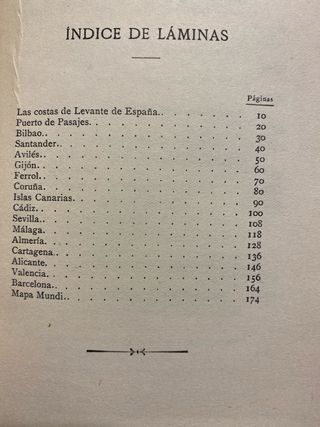 ÍNDICE DE LÁMINAS
Páginas
Las costas de Levante de España.. 10
Puerto de Pasajes. 20
Bilbao.. 30
Santander.. 40
Avilés.. 50
Gijón.. 60
Ferrol.. 70
Coruña. 80
Islas Canarias. 90
Cádiz.. 100
Sevilla.. 108
Málaga. 118
Almería. 128
Cartagena.. 136
Alicante. 146
Valencia. 156
Barcelona.. 164
Mapa Mundi.. 174